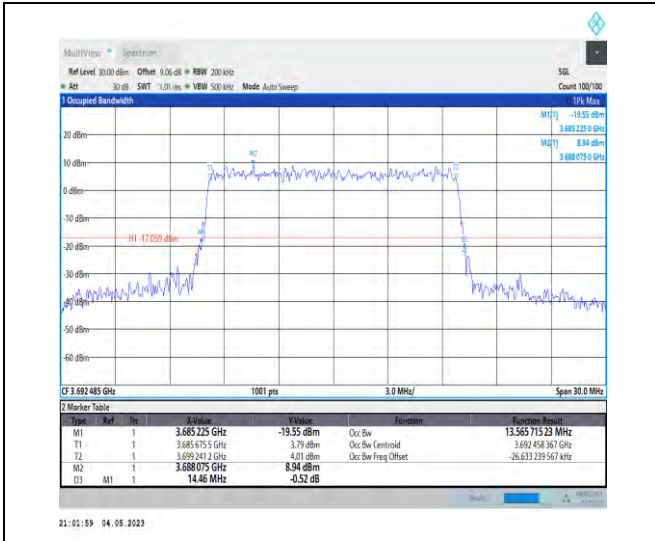 MultiView Spectrum
Ref Level 30.00 dBm Offset 9.06 dB RBW 200 kHz SGL
Att 30 dB SWT 1.01 ms VBW 500 kHz Mode Auto Sweep Count 100/100
1 Occupied Bandwidth 1Pk Max
M1[1] -19.55 dBm
3.685 225 0 GHz
20 dBm M2[1] 8.94 dBm
3.688 075 0 GHz
M2
10 dBm
T1 T2
0 dBm
-10 dBm
H1 -17.059 dBm
-20 dBm
-30 dBm
-40 dBm
-50 dBm
-60 dBm
CF 3.692 485 GHz 1001 pts 3.0 MHz/ Span 30.0 MHz
2 Marker Table
Type Ref Trc X-Value Y-Value Function Function Result
M1 1 3.685 225 GHz -19.55 dBm Occ Bw 13.565 715 23 MHz
T1 1 3.685 675 5 GHz 3.79 dBm Occ Bw Centroid 3.692 458 367 GHz
T2 1 3.699 241 2 GHz 4.01 dBm Occ Bw Freq Offset -26.633 239 567 kHz
M2 1 3.688 075 GHz 8.94 dBm
D3 M1 1 14.46 MHz -0.52 dB
21:01:59 04.05.2023